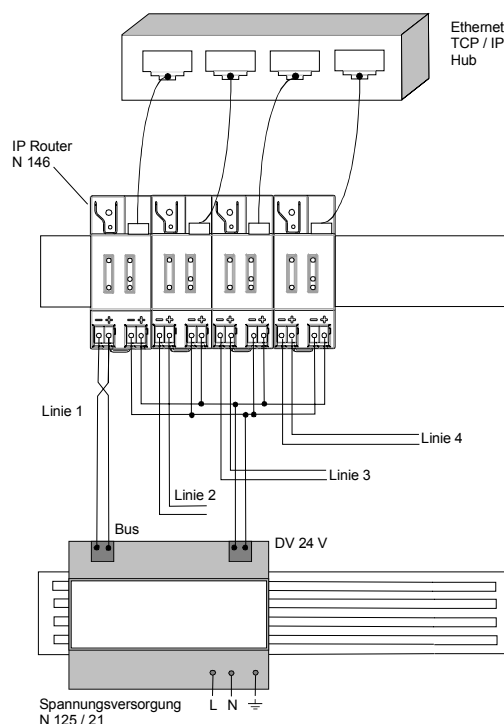 Ethernet
TCP / IP
Hub
IP Router
N 146
– + – + – + – + – + – + – + – +
Linie 1
Linie 4
Linie 3
Linie 2
Bus
DV 24 V
L N
Spannungsversorgung
N 125 / 21